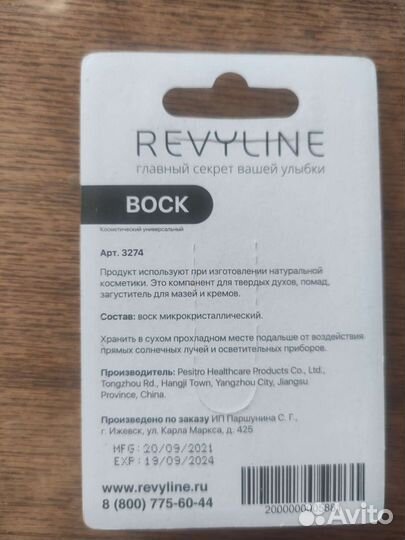 REVYLINE
главный секрет вашей улыбки
ВОСК
Косметический универсальный
Арт. 3274
Продукт используют при изготовлении натуральной
косметики. Это компонент для твердых духов, помад,
загуститель для мазей и кремов.
Состав: воск микрокристаллический.
Хранить в сухом прохладном месте подальше от воздействия
прямых солнечных лучей и осветительных приборов.
Производитель: Pesitro Healthcare Products Co., Ltd.,
Tongzhou Rd., Hangji Town, Yangzhou City, Jiangsu
Province, China.
Произведено по заказу ИП Паршунина С. Г.,
г. Ижевск, ул. Карла Маркса, д. 425
MFG: 20/09/2021
EXP: 19/09/2024
www.revyline.ru
8 (800) 775-60-44
Avito